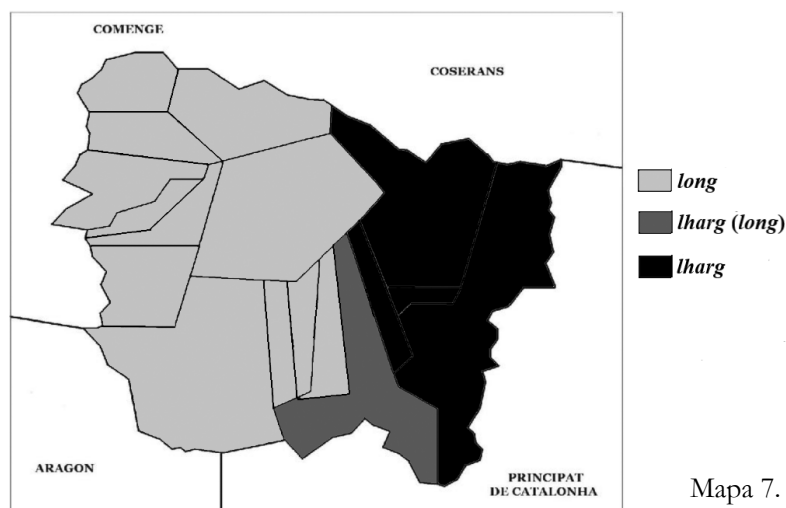 COMENGE
COSERANS
long
lharg (long)
lharg
ARAGON
PRINCIPAT
DE CATALONHA
Mapa 7.